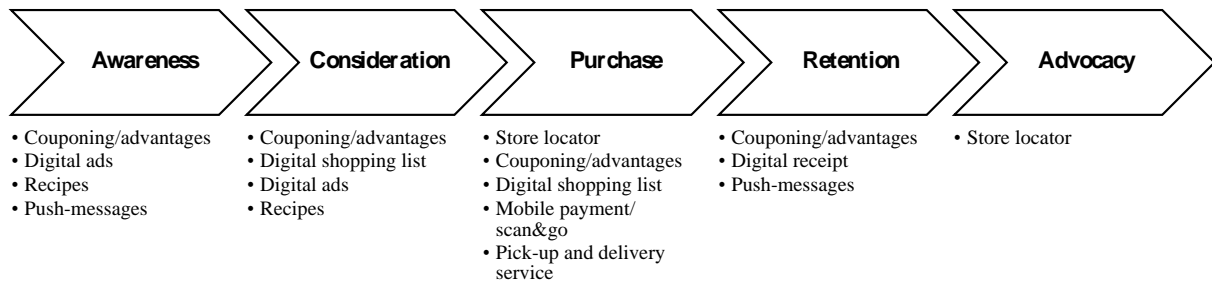 Awareness
Consideration
Purchase
Retention
Advocacy
• Couponing/advantages
• Digital ads
• Recipes
• Push-messages
• Couponing/advantages
• Digital shopping list
• Digital ads
• Recipes
• Store locator
• Couponing/advantages
• Digital shopping list
• Mobile payment/
scan&go
• Pick-up and delivery
service
• Couponing/advantages
• Digital receipt
• Push-messages
• Store locator